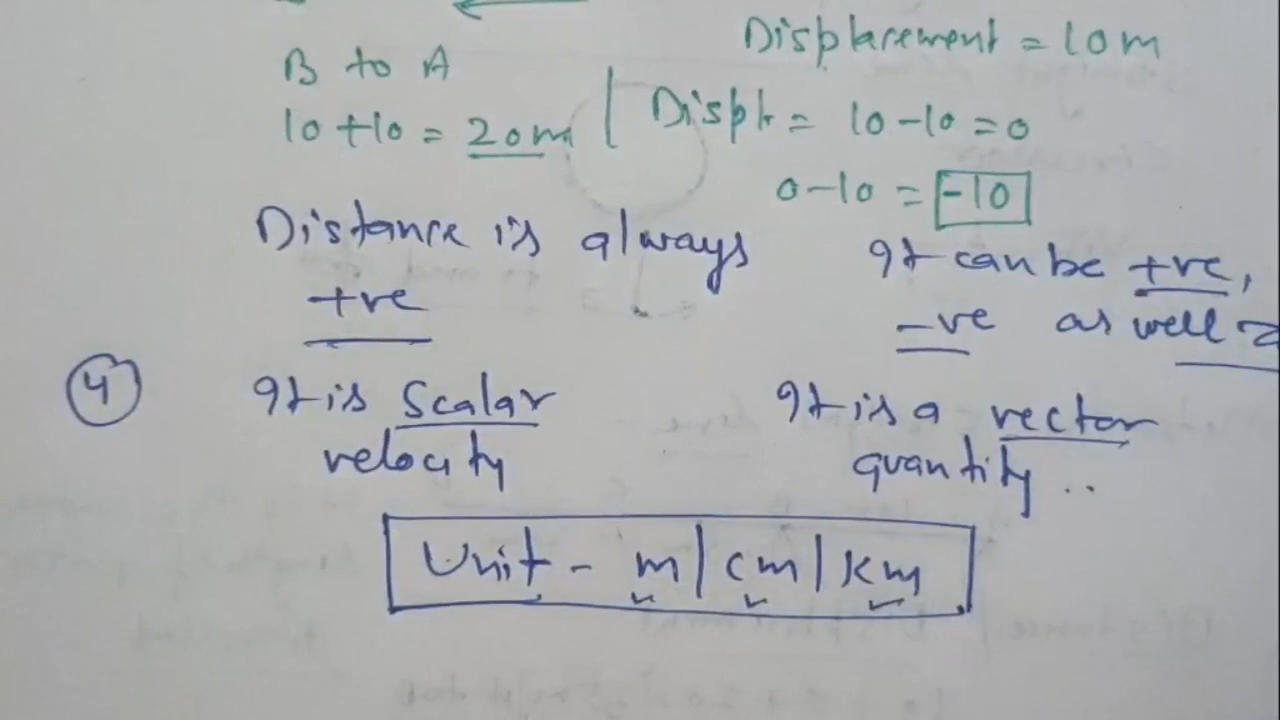 Displacement = 10m
B to A
10 + 10 = 20m | Displ. = 10 - 10 = 0
0 - 10 = -10
Distance is always
+ve
It can be +ve,
-ve as well
4
It is scalar
velocity
It is a vector
quantity..
Unit - m/cm/km